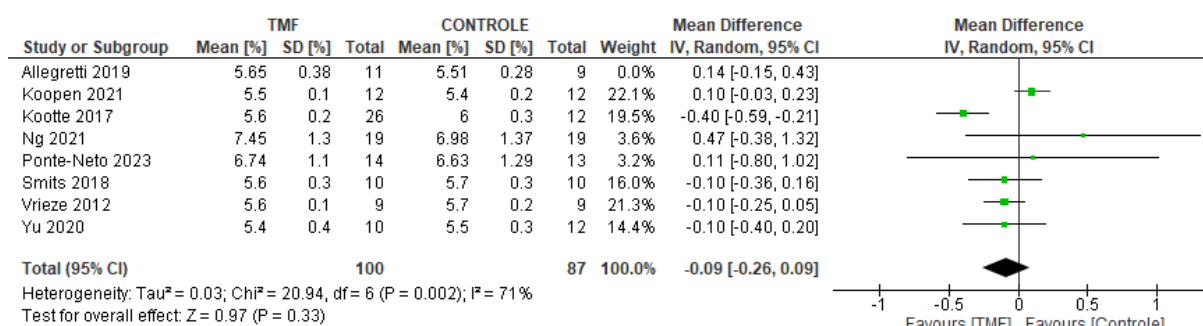 TMF CONTROLE Mean Difference Mean Difference
Study or Subgroup Mean [%] SD [%] Total Mean [%] SD [%] Total Weight IV, Random, 95% CI IV, Random, 95% CI
Allegretti 2019 5.65 0.38 11 5.51 0.28 9 0.0% 0.14 [-0.15, 0.43]
Koopen 2021 5.5 0.1 12 5.4 0.2 12 22.1% 0.10 [-0.03, 0.23]
Kootte 2017 5.6 0.2 26 6 0.3 12 19.5% -0.40 [-0.59, -0.21]
Ng 2021 7.45 1.3 19 6.98 1.37 19 3.6% 0.47 [-0.38, 1.32]
Ponte-Neto 2023 6.74 1.1 14 6.63 1.29 13 3.2% 0.11 [-0.80, 1.02]
Smits 2018 5.6 0.3 10 5.7 0.3 10 16.0% -0.10 [-0.36, 0.16]
Vrieze 2012 5.6 0.1 9 5.7 0.2 9 21.3% -0.10 [-0.25, 0.05]
Yu 2020 5.4 0.4 10 5.5 0.3 12 14.4% -0.10 [-0.40, 0.20]
Total (95% CI) 100 87 100.0% -0.09 [-0.26, 0.09]
Heterogeneity: Tau² = 0.03; Chi² = 20.94, df = 6 (P = 0.002); I² = 71%
Test for overall effect: Z = 0.97 (P = 0.33)
-1 -0.5 0 0.5 1
Favours [TMF] Favours [Controle]